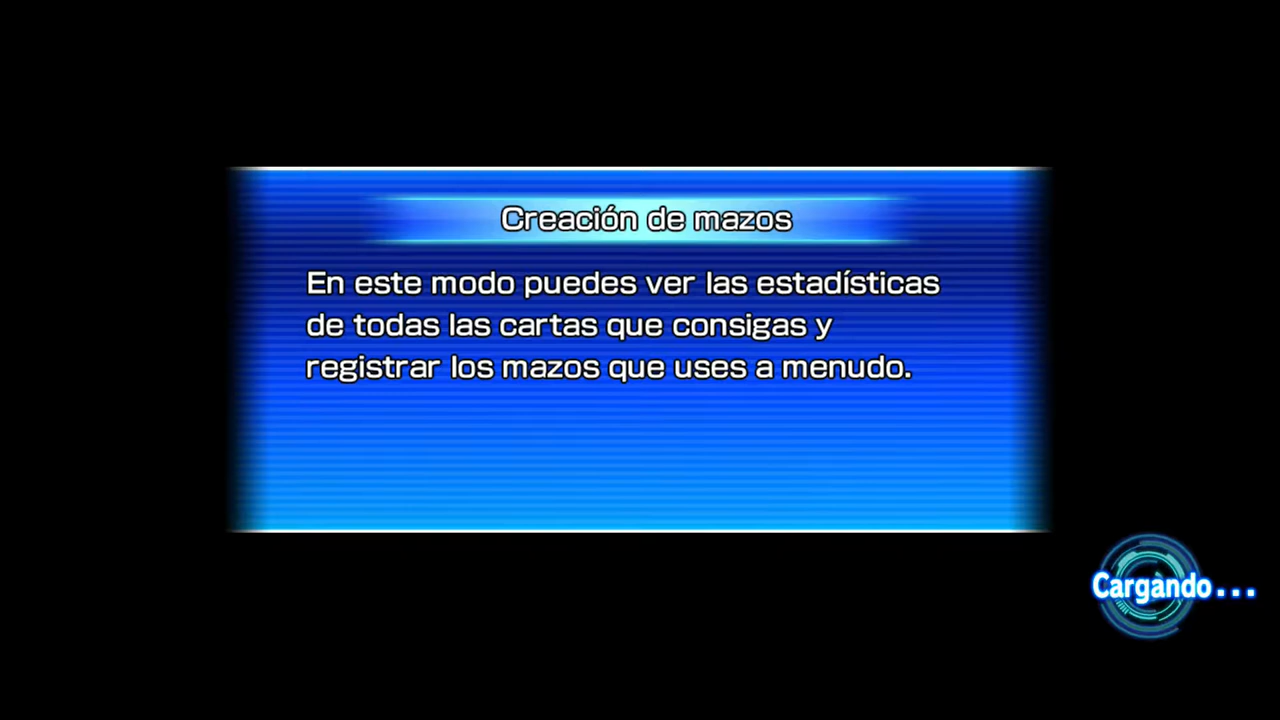 Creación de mazos
En este modo puedes ver las estadísticas
de todas las cartas que consigas y
registrar los mazos que uses a menudo.
Cargando...